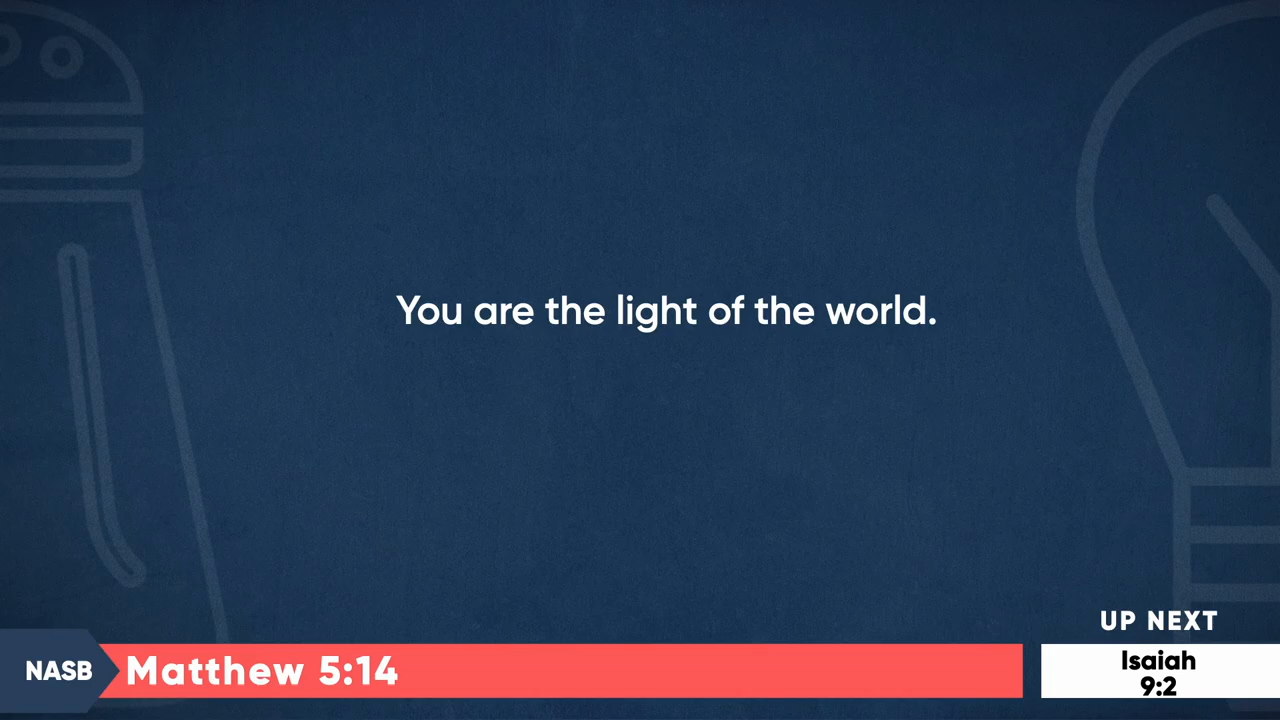 You are the light of the world.
UP NEXT
NASB
Matthew 5:14
Isaiah
9:2